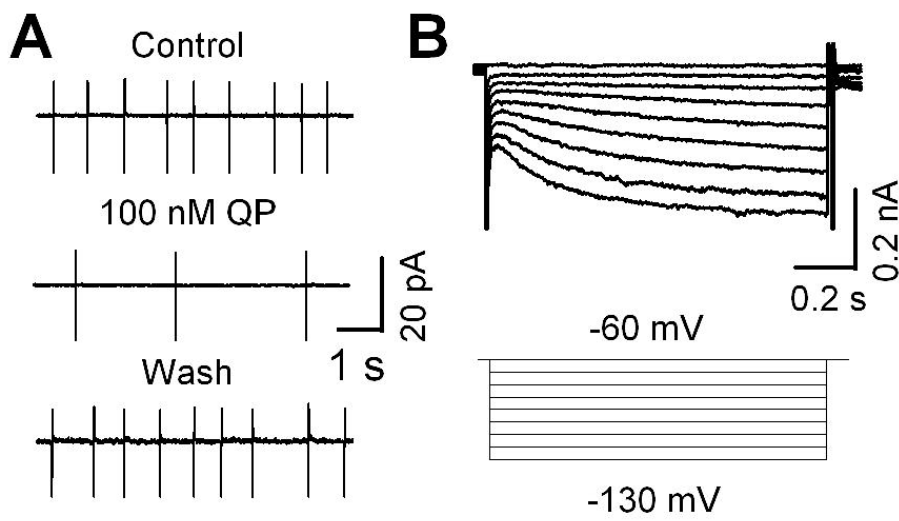 A
Control
100 nM QP
20 pA
1 s
Wash
B
0.2 nA
0.2 s
-60 mV
-130 mV